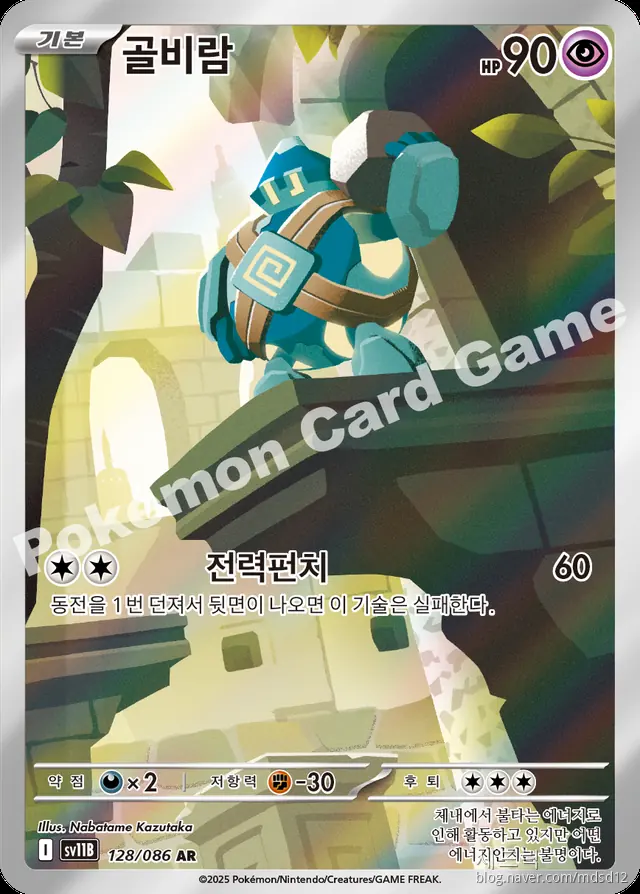 기본 골비람 HP 90
Pokémon Card Game
전력펀치 60
동전을 1번 던져서 뒷면이 나오면 이 기술은 실패한다.
약점 ×2 저항력 -30 후퇴
Illus. Nabatame Kazutaka
체내에서 불타는 에너지로
인해 활동하고 있지만 어떤
에너지인지는 불명이다.
I sv11B 128/086 AR
©2025 Pokémon/Nintendo/Creatures/GAME FREAK.
blog.naver.com/mdsd12